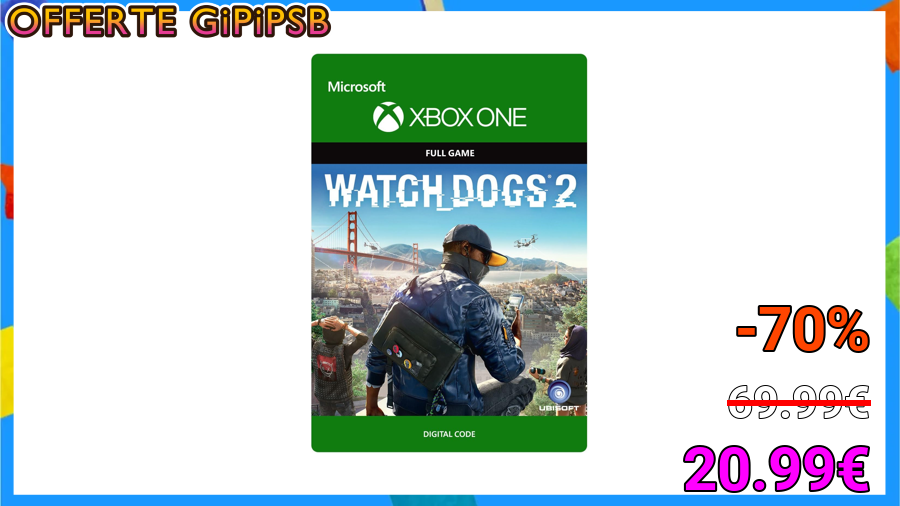 OFFERTE GiPiPSB
Microsoft
XBOX ONE
FULL GAME
WATCH_DOGS® 2
UBISOFT
DIGITAL CODE
-70%
69.99€
20.99€